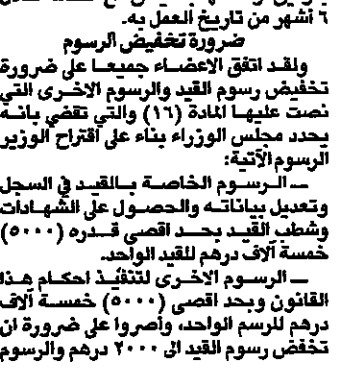 ٦ أشهر من تاريخ العمل به.
ضرورة تخفيض الرسوم
ولقد اتفق الاعضاء جميعا على ضرورة
تخفيض رسوم القيد والرسوم الاخرى التي
نصت عليها المادة (١٦) والتي تقضي بانه
يحدد مجلس الوزراء بناء على اقتراح الوزير
الرسوم الآتية:
ــ الرسوم الخاصة بالقيد في السجل
وتعديل بياناته والحصول على الشهادات
وشطب القيد بحد اقصى قدره (٥٠٠٠)
خمسة آلاف درهم للقيد الواحد.
ــ الرسوم الاخرى لتنفيذ احكام هذا
القانون وبحد اقصى (٥٠٠٠) خمسة آلاف
درهم للرسم الواحد، وأصروا على ضرورة ان
تخفض رسوم القيد الى ٢٠٠٠ درهم والرسوم